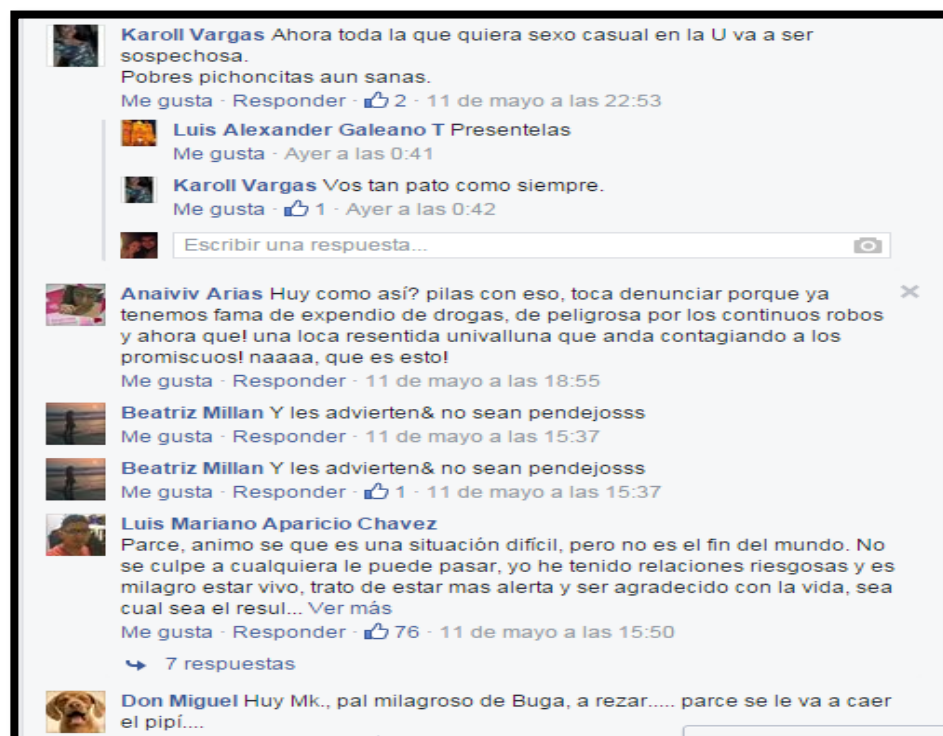 Karoll Vargas Ahora toda la que quiera sexo casual en la U va a ser
sospechosa.
Pobres pichoncitas aun sanas.
Me gusta · Responder · 2 · 11 de mayo a las 22:53
Luis Alexander Galeano T Presentelas
Me gusta · Ayer a las 0:41
Karoll Vargas Vos tan pato como siempre.
Me gusta · 1 · Ayer a las 0:42
Escribir una respuesta...
Anaiviv Arias Huy como así? pilas con eso, toca denunciar porque ya
tenemos fama de expendio de drogas, de peligrosa por los continuos robos
y ahora que! una loca resentida univalluna que anda contagiando a los
promiscuos! naaaa, que es esto!
Me gusta · Responder · 11 de mayo a las 18:55
Beatriz Millan Y les advierten& no sean pendejosss
Me gusta · Responder · 11 de mayo a las 15:37
Beatriz Millan Y les advierten& no sean pendejosss
Me gusta · Responder · 1 · 11 de mayo a las 15:37
Luis Mariano Aparicio Chavez
Parce, animo se que es una situación difícil, pero no es el fin del mundo. No
se culpe a cualquiera le puede pasar, yo he tenido relaciones riesgosas y es
milagro estar vivo, trato de estar mas alerta y ser agradecido con la vida, sea
cual sea el resul... Ver más
Me gusta · Responder · 76 · 11 de mayo a las 15:50
7 respuestas
Don Miguel Huy Mk., pal milagroso de Buga, a rezar..... parce se le va a caer
el pipí....